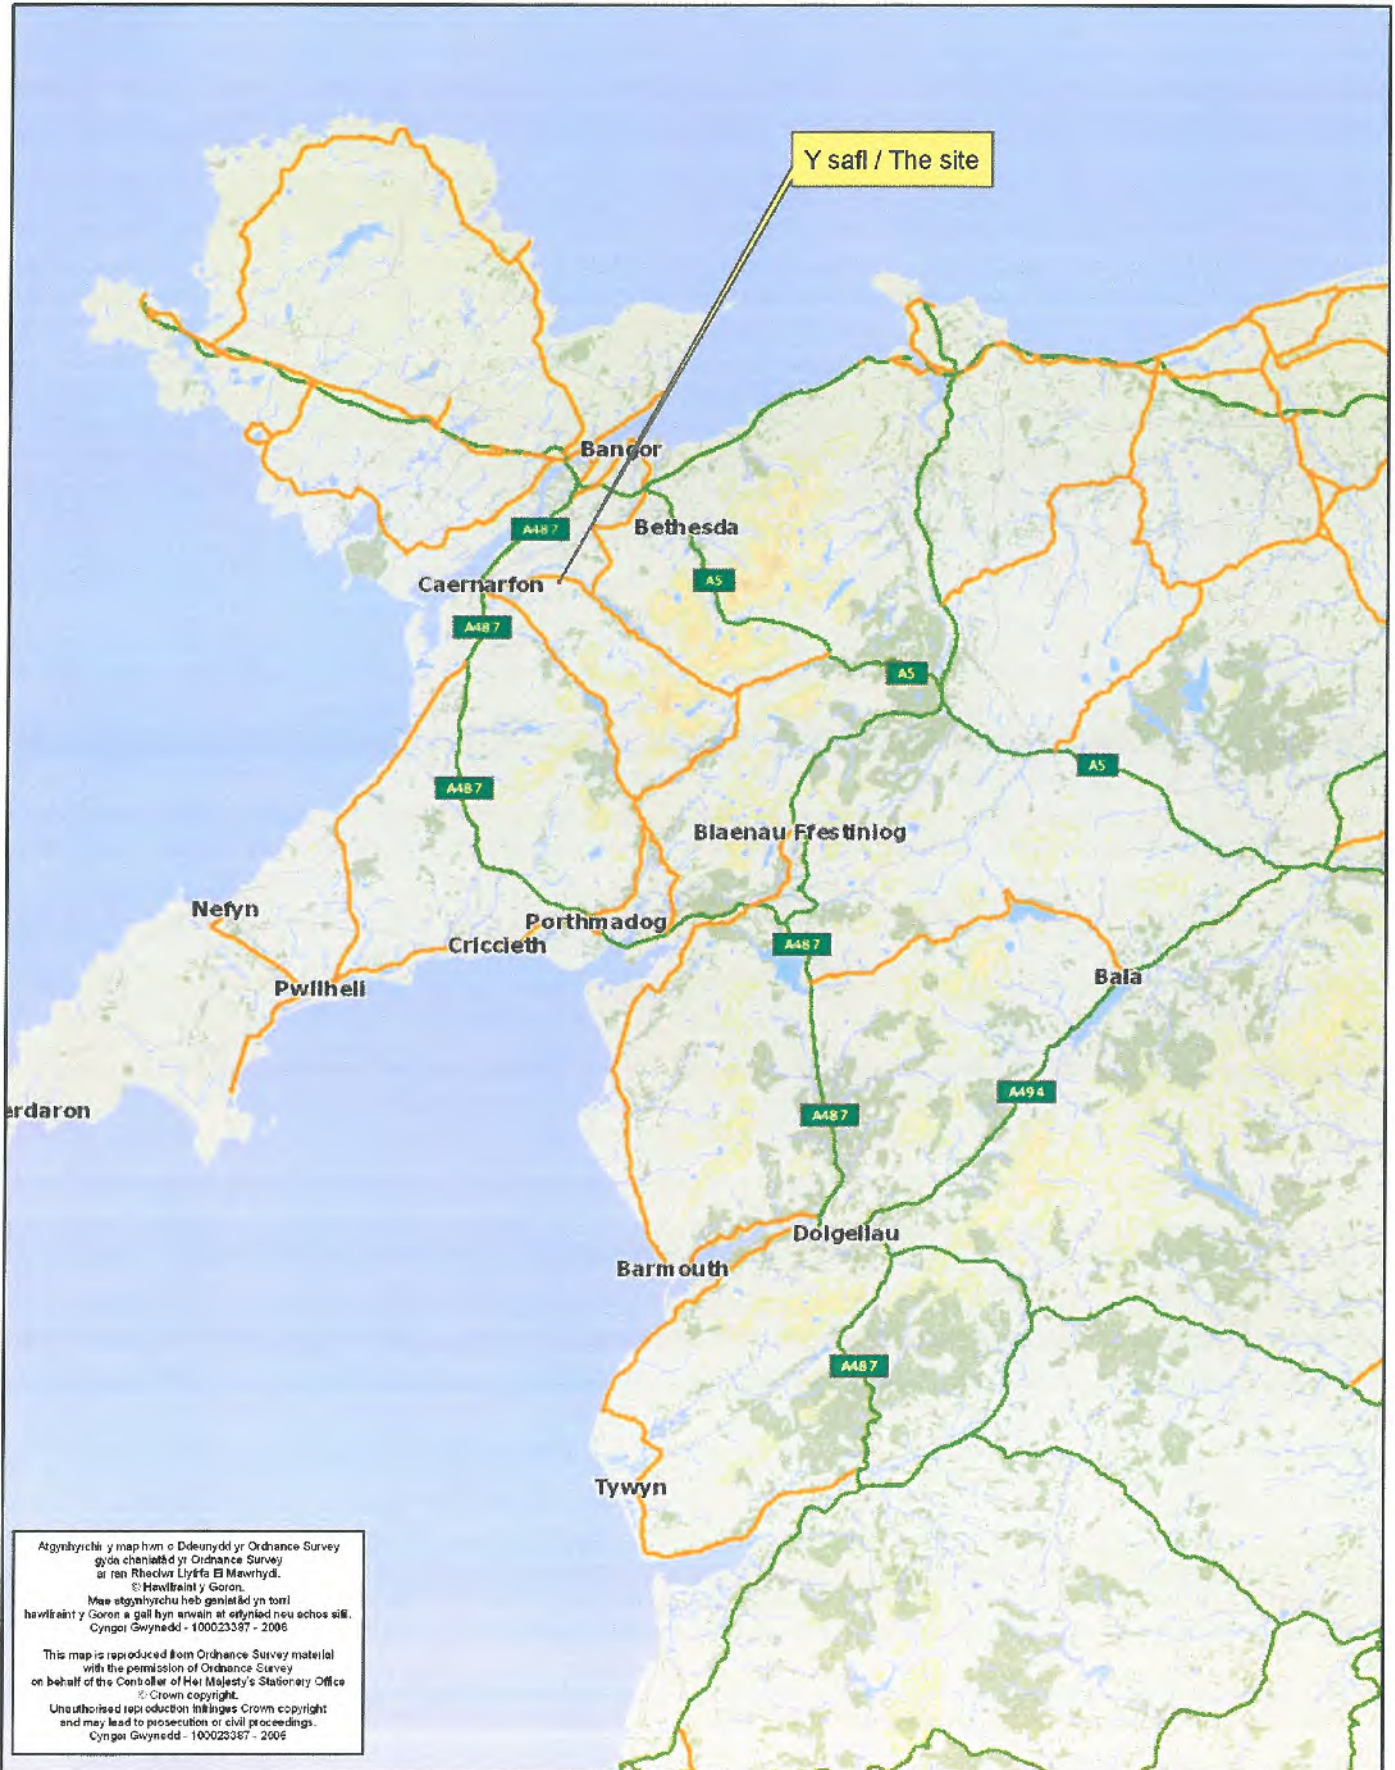 Y safl / The site
Bangor
A487
Bethesda
Caernarfon
A5
A487
A5
A5
A487
Blaenau Ffestiniog
Nefyn
Porthmadog
Criccieth
A487
Bala
Pwllheli
A494
erdaron
A487
Dolgellau
Barmouth
A487
Tywyn
Atgynhyrchir y map hwn o Ddeunydd yr Ordnance Survey
gyda chaniatâd yr Ordnance Survey
ar ran Rheolwr Llyfrfa Ei Mawrhydi.
© Hawlfraint y Goron.
Mae atgynhyrchu heb ganiatâd yn torri
hawlfraint y Goron a gall hyn arwain at erlyniad neu achos sifil.
Cyngor Gwynedd - 100023387 - 2006
This map is reproduced from Ordnance Survey material
with the permission of Ordnance Survey
on behalf of the Controller of Her Majesty's Stationery Office
© Crown copyright.
Unauthorised reproduction infringes Crown copyright
and may lead to prosecution or civil proceedings.
Cyngor Gwynedd - 100023387 - 2006